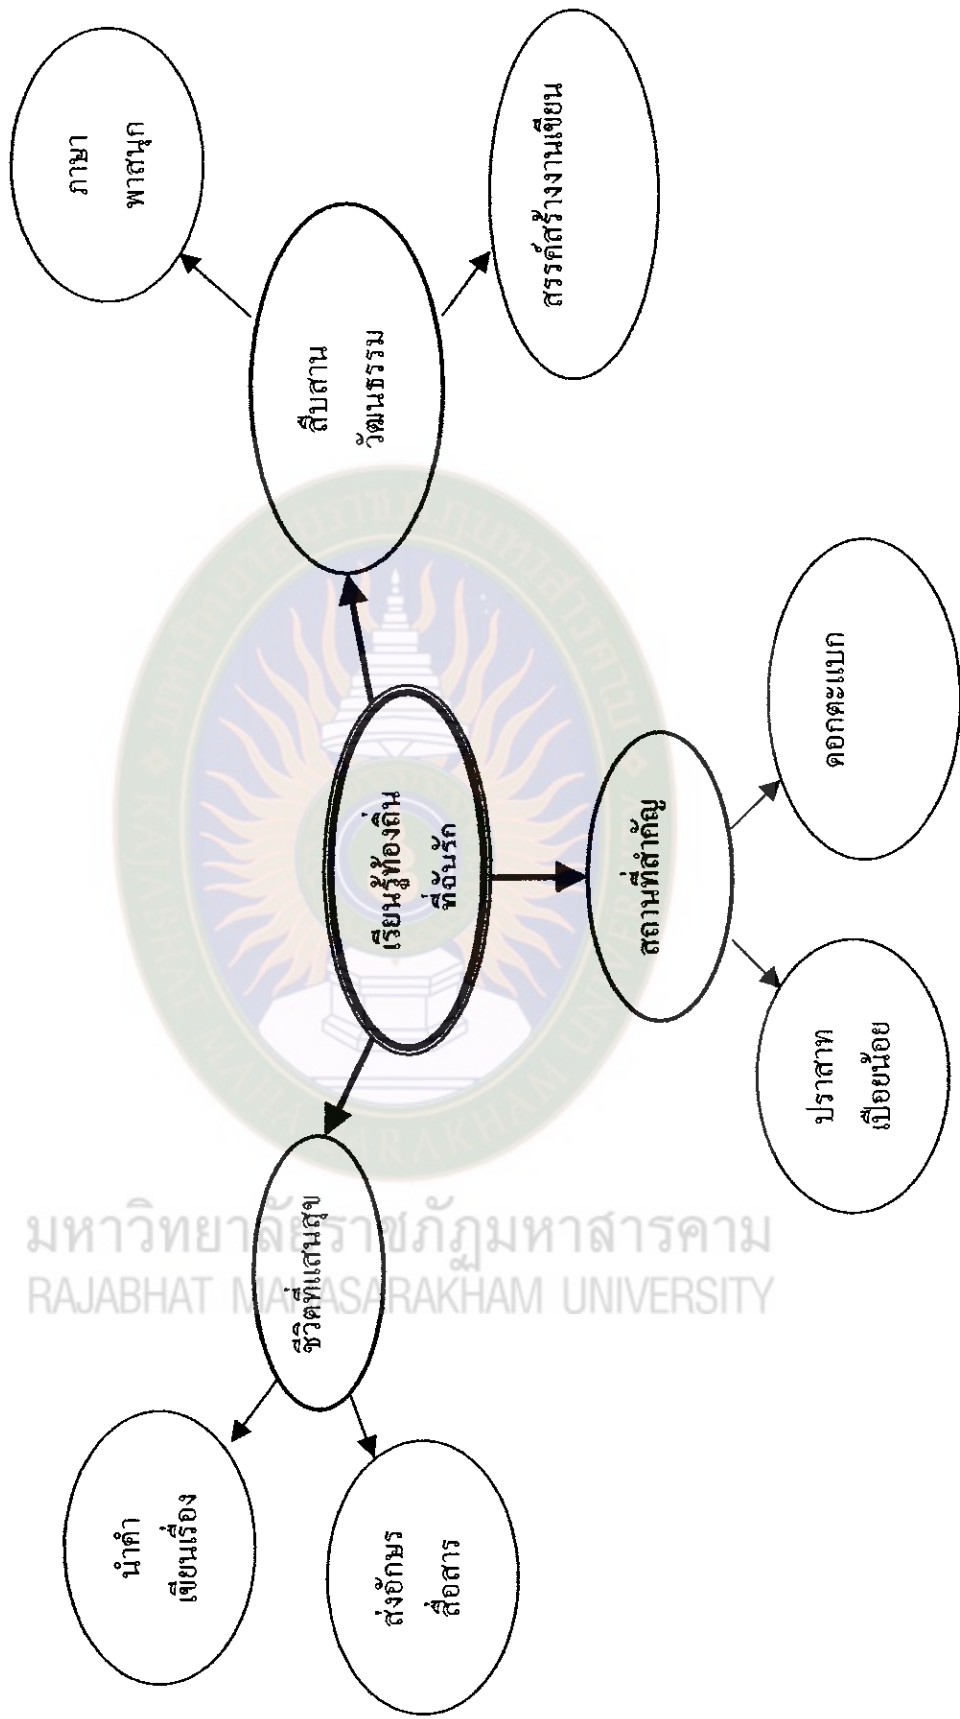 เรียนรู้ท้องถิ่น
ที่ฉันรัก
ชีวิตที่แสนสุข
นำคำ
เขียนเรื่อง
ส่งอักษร
สื่อสาร
สืบสาน
วัฒนธรรม
ภาษา
พาสนุก
สรรค์สร้างงานเขียน
สถานที่สำคัญ
ปราสาท
เปือยน้อย
ดอกตะแบก
มหาวิทยาลัยราชภัฏมหาสารคาม
RAJABHAT MAHASARAKHAM UNIVERSITY